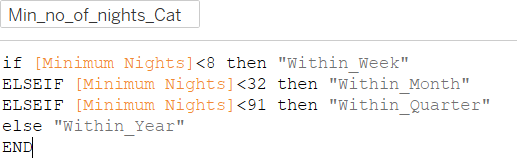 Min_no_of_nights_Cat
if [Minimum Nights]<8 then "Within_Week"
ELSEIF [Minimum Nights]<32 then "Within_Month"
ELSEIF [Minimum Nights]<91 then "Within_Quarter"
else "Within_Year"
END